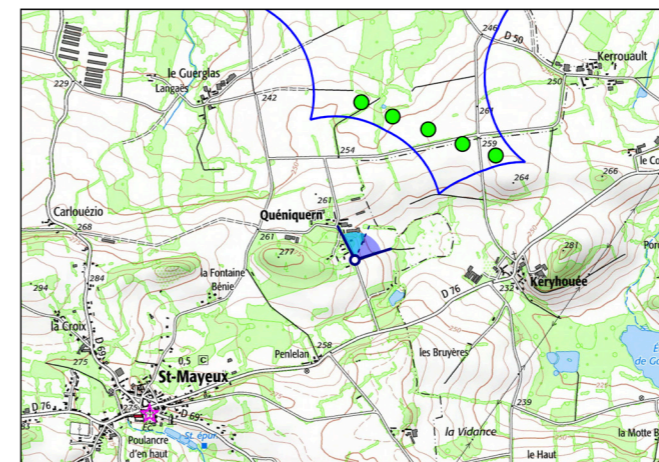 246
D 50
Kerrouault
le Guerglas
Langaës
229
242
250
261
259
254
264
266
le Co
261
Quéniquern
Carlouézio
268
261
277
281
la Fontaine
Bénie
284
294
D 76
232
Keryhouée
la Croix
D 69
275
0,5 C
Penlelan
258
les Bruyères
St-Mayeux
D 76
D 69
239
Poulancre
d'en haut
St. épur.
la Vidance
le Haut
la Motte B